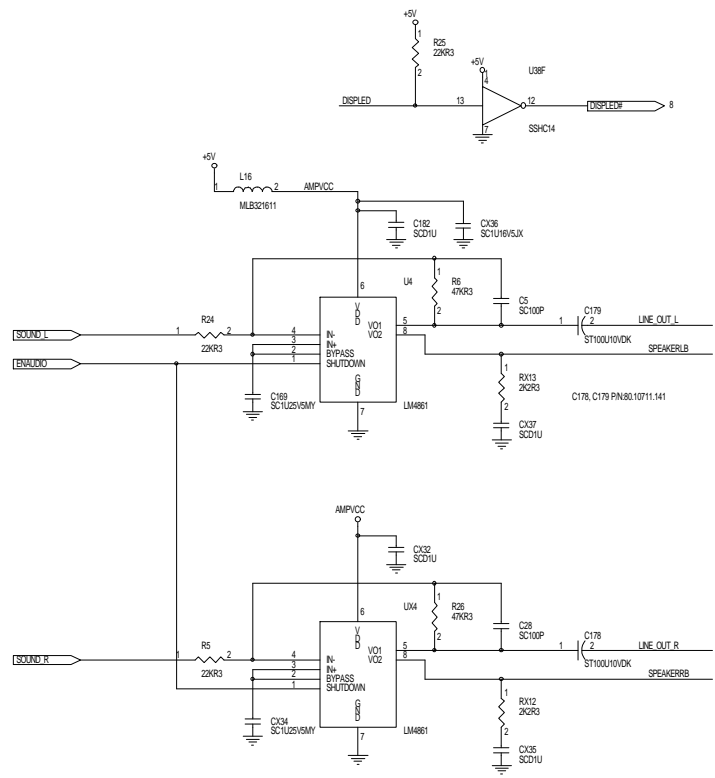 +5V
1
R25
22KR3
2
+5V
1
4
U38F
DISPLED
13
12
DISPLED#
8
7
SSHC14
+5V
L16
1
2
AMPVCC
MLB321611
C182
SCD1U
CX36
SC1U16V5JX
6
U4
1
R6
47KR3
2
C5
SC100P
C179
VDD
SOUND_L
1
R24
2
22KR3
4
IN-
3
IN+
2
BYPASS
1
SHUTDOWN
VO1
5
VO2
8
1
2
LINE_OUT_L
ST100U10VDK
SPEAKERLB
ENAUDIO
GND
1
RX13
2K2R3
2
C169
SC1U25V5MY
7
LM4861
C178, C179 P/N:80.10711.141
CX37
SCD1U
AMPVCC
CX32
SCD1U
6
UX4
1
R26
47KR3
2
C28
SC100P
C178
VDD
SOUND_R
1
R5
2
22KR3
4
IN-
3
IN+
2
BYPASS
1
SHUTDOWN
VO1
5
VO2
8
1
2
LINE_OUT_R
ST100U10VDK
SPEAKERRB
GND
1
RX12
2K2R3
2
CX34
SC1U25V5MY
7
LM4861
CX35
SCD1U